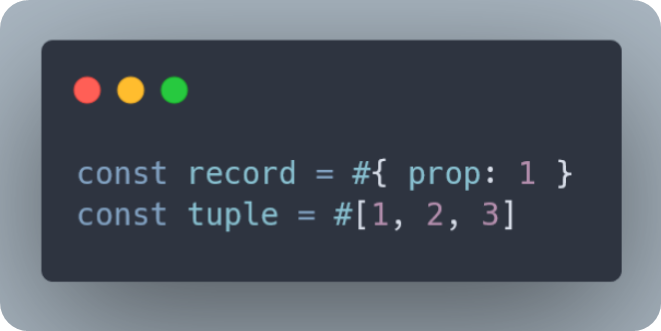 const record = #{ prop: 1 }
const tuple = #[1, 2, 3]